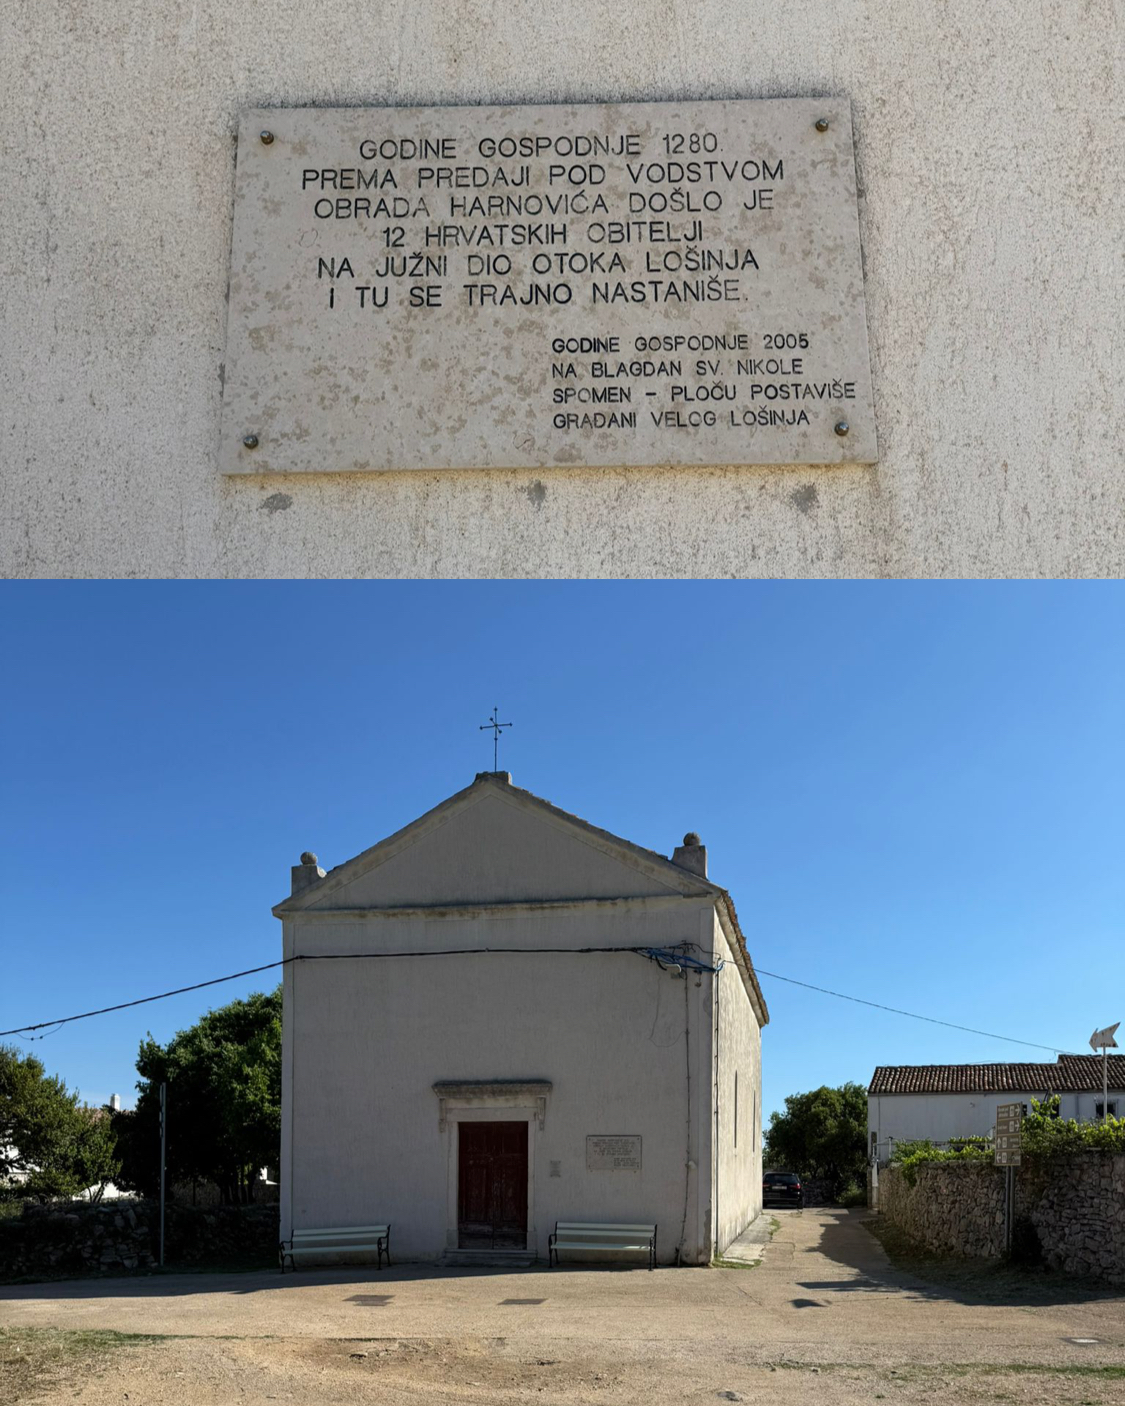 GODINE GOSPODNJE 1280.
PREMA PREDAJI POD VODSTVOM
OBRADA HARNOVIĆA DOŠLO JE
12 HRVATSKIH OBITELJI
NA JUŽNI DIO OTOKA LOŠINJA
I TU SE TRAJNO NASTANIŠE.
GODINE GOSPODNJE 2005
NA BLAGDAN SV. NIKOLE
SPOMEN - PLOČU POSTAVIŠE
GRAĐANI VELOG LOŠINJA